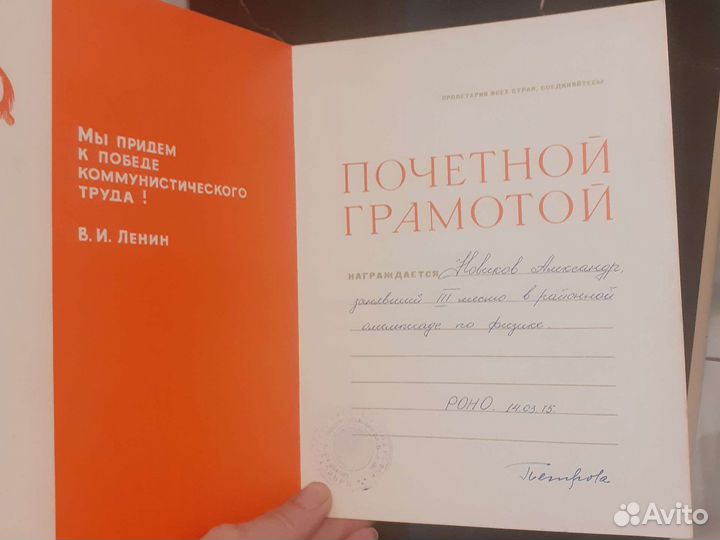 Мы придем
к победе
коммунистического
труда !
В. И. Ленин
ПРОЛЕТАРИИ ВСЕХ СТРАН, СОЕДИНЯЙТЕСЬ!
ПОЧЕТНОЙ
ГРАМОТОЙ
НАГРАЖДАЕТСЯ Новиков Александр,
занявший III место в районной
олимпиаде по физике.
РОНО. 14.03.75
Петрова
Avito